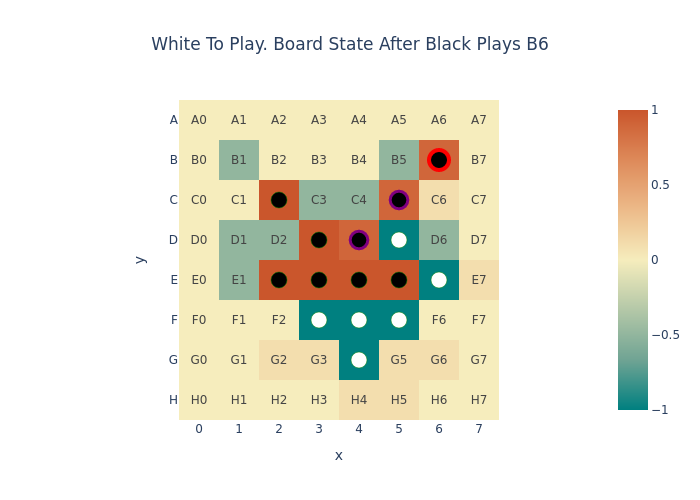 White To Play. Board State After Black Plays B6
A A0 A1 A2 A3 A4 A5 A6 A7
B B0 B1 B2 B3 B4 B5 B7
C C0 C1 C3 C4 C6 C7
D D0 D1 D2 D6 D7
E E0 E1 E7
F F0 F1 F2 F6 F7
G G0 G1 G2 G3 G5 G6 G7
H H0 H1 H2 H3 H4 H5 H6 H7
0 1 2 3 4 5 6 7
x
y
1
0.5
0
−0.5
−1